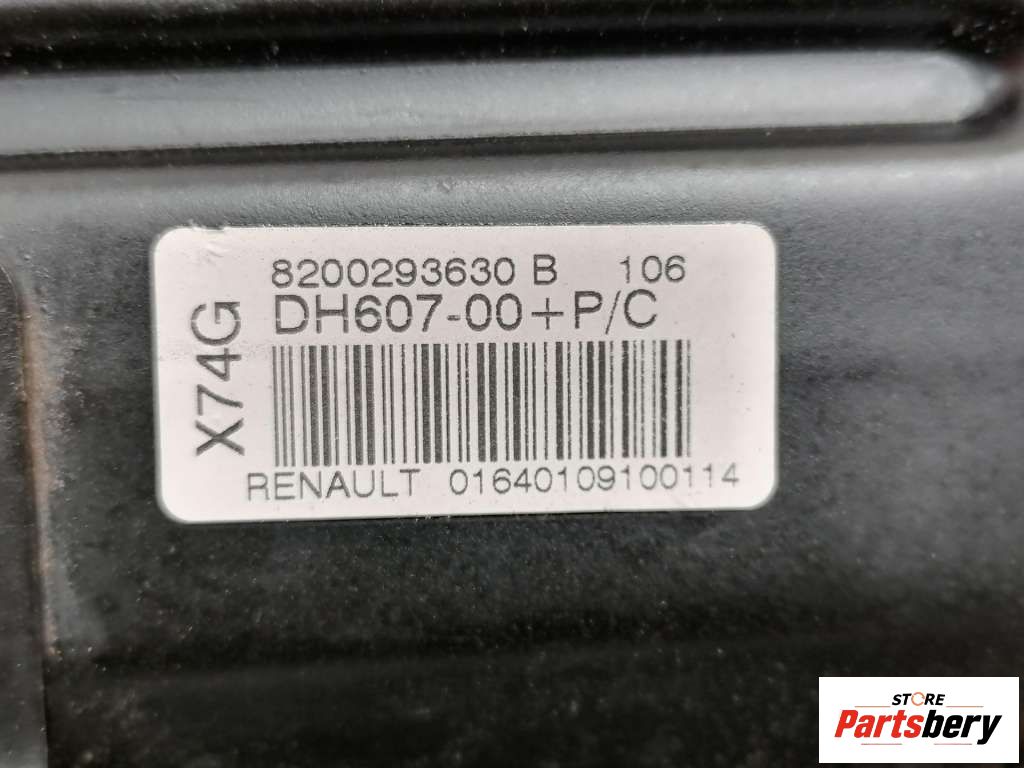 8200293630 B 106
DH607-00+P/C
X74G
RENAULT 01640109100114
STORE
Partsbery